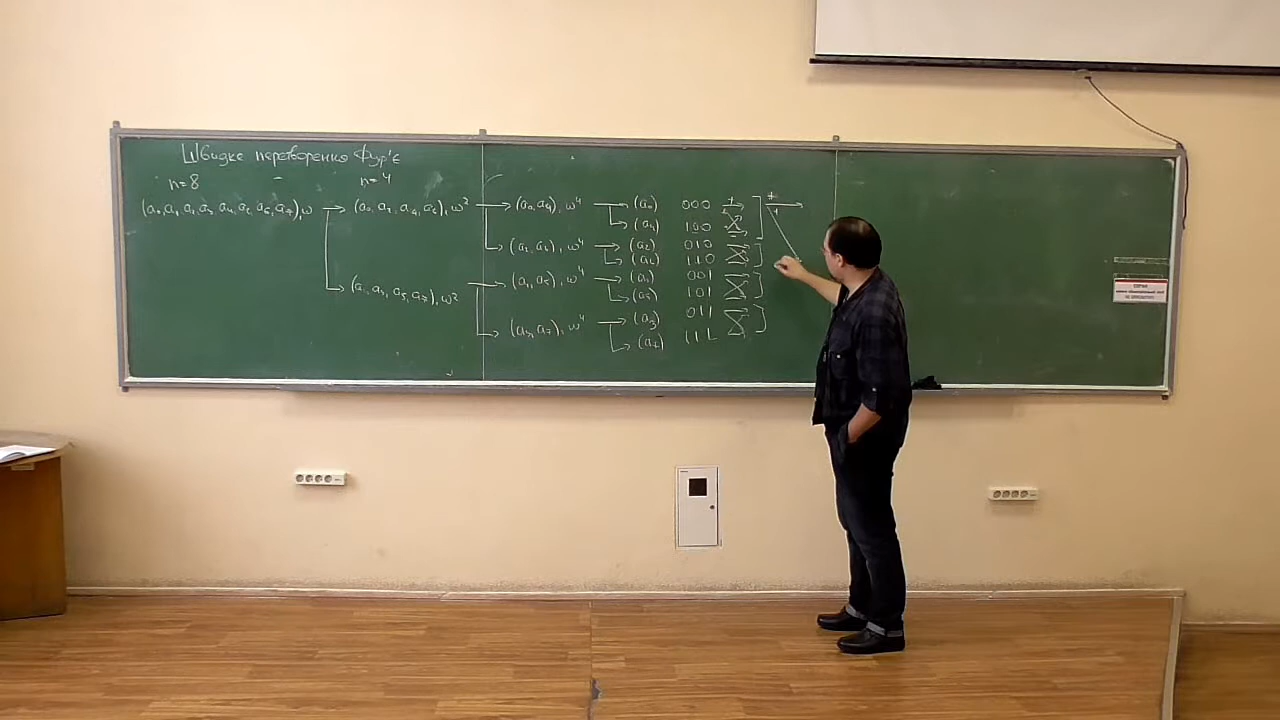 Швидке перетворення Фур'є
n=8 n=4
(a₀, a₁, a₂, a₃, a₄, a₅, a₆, a₇), ω → (a₀, a₂, a₄, a₆), ω² → (a₀, a₄), ω⁴ → (a₀) 000 +
(a₄) 100
(a₂, a₆), ω⁴ → (a₂) 010
(a₆) 110
(a₁, a₃, a₅, a₇), ω² → (a₁, a₅), ω⁴ → (a₁) 001
(a₅) 101
(a₃, a₇), ω⁴ → (a₃) 011
(a₇) 111